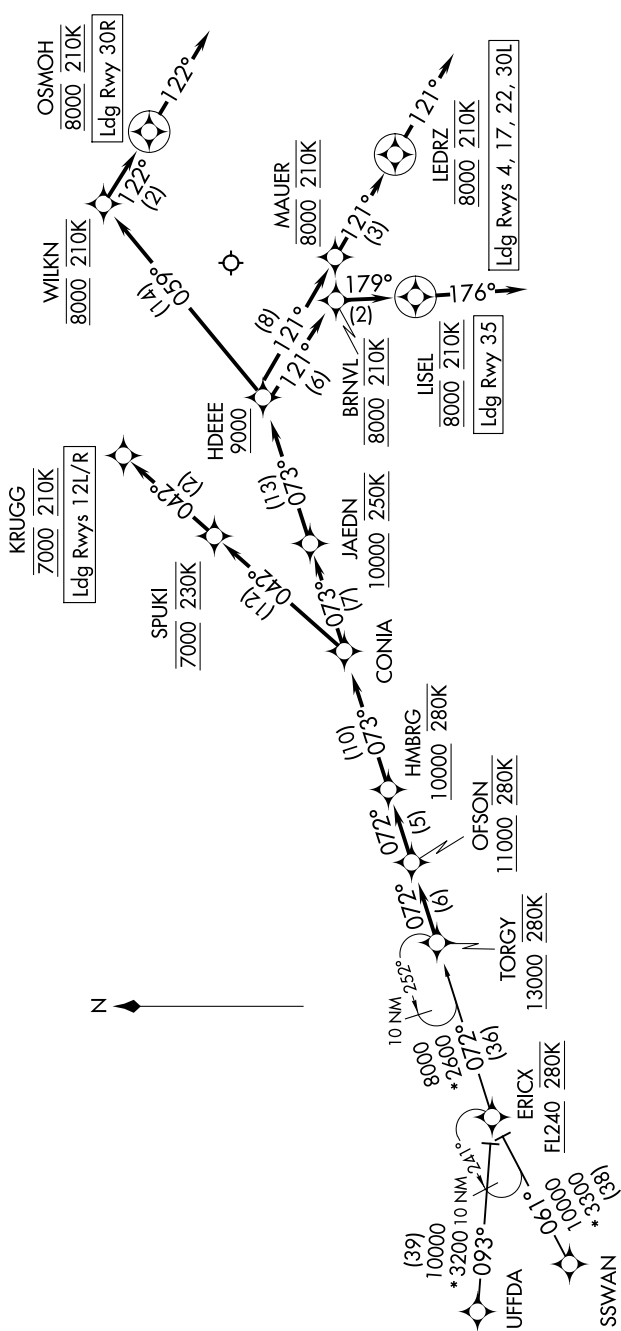 OSMOH
8000 210K
Ldg Rwy 30R
122°
122°
(2)
WILKN
8000 210K
(14)
059°
MAUER
8000 210K
121°
LEDRZ
8000 210K
Ldg Rwys 4, 17, 22, 30L
121°
(3)
(8)
121°
121°
(6)
179°
(2)
176°
BRNVL
8000 210K
LISEL
8000 210K
Ldg Rwy 35
HDEEE
9000
KRUGG
7000 210K
Ldg Rwys 12L/R
042°
(2)
SPUKI
7000 230K
(12)
042°
(13)
073°
JAEDN
10000 250K
073°
(7)
CONIA
(10)
073°
HMBRG
10000 280K
072°
(5)
OFSON
11000 280K
072°
(6)
TORGY
13000 280K
N
10 NM
252°
8000
*2600
072°
(36)
ERICX
FL240 280K
10 NM
241°
(39)
10000
*3200
093°
UFFDA
061°
10000
*3300
(38)
SSWAN